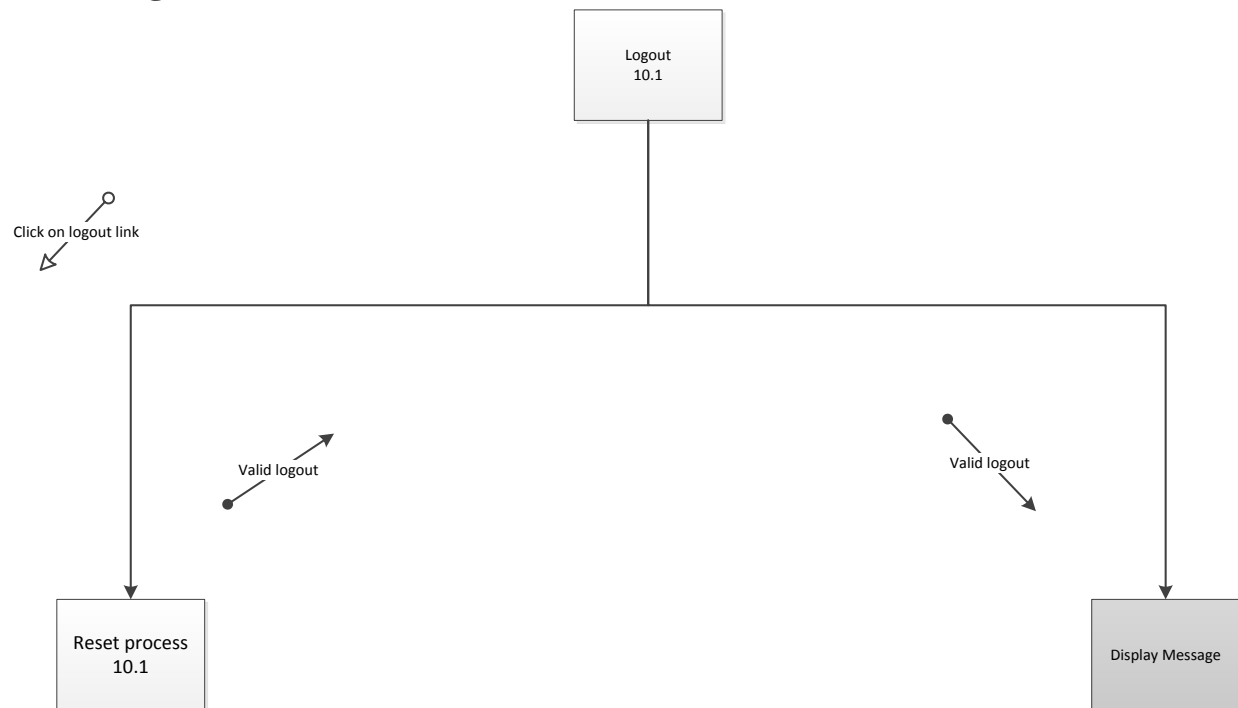 Logout
10.1
Click on logout link
Valid logout
Valid logout
Reset process
10.1
Display Message